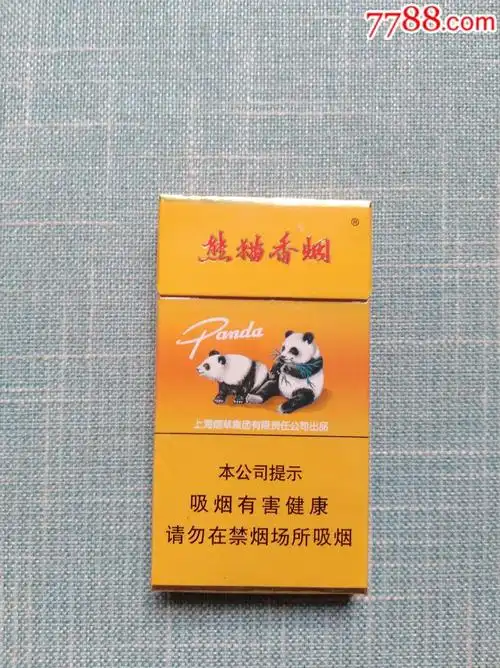 7788.com
熊猫香烟
®
Panda
上海烟草集团有限责任公司出品
本公司提示
吸烟有害健康
请勿在禁烟场所吸烟